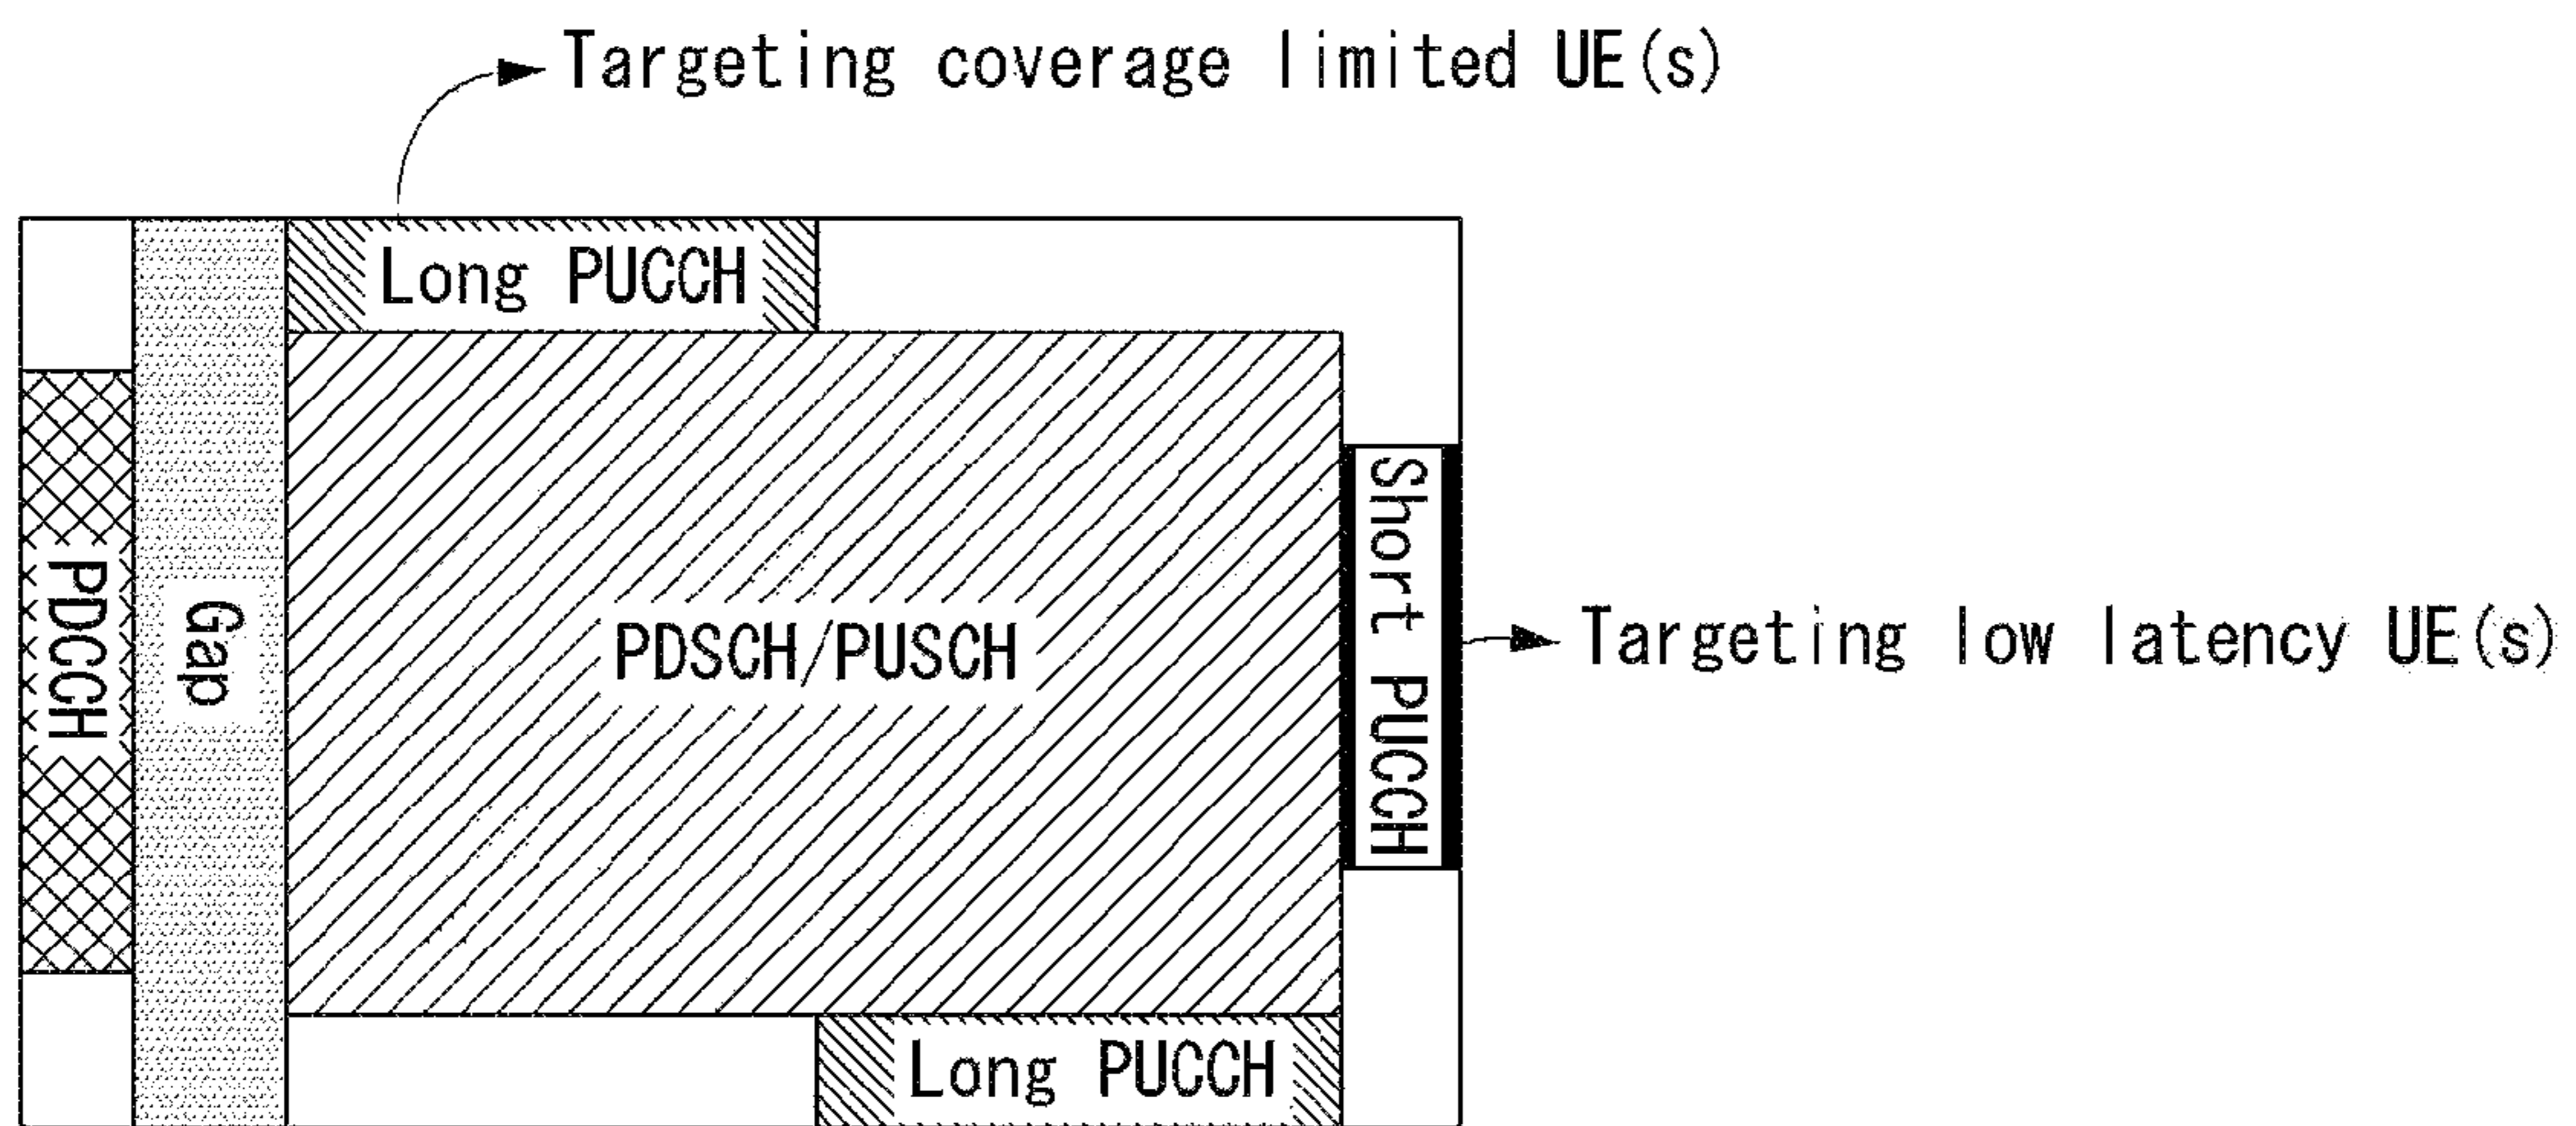 Targeting coverage limited UE(s)
Long PUCCH
PDCCH
Gap
PDSCH/PUSCH
Short PUCCH
Targeting low latency UE(s)
Long PUCCH